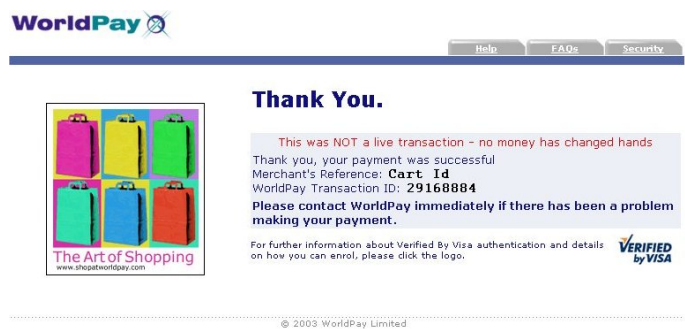 WorldPay
Help FAQs Security
Thank You.
This was NOT a live transaction - no money has changed hands
Thank you, your payment was successful
Merchant's Reference: Cart Id
WorldPay Transaction ID: 29168884
Please contact WorldPay immediately if there has been a problem
making your payment.
The Art of Shopping
www.shopatworldpay.com
For further information about Verified By Visa authentication and details
on how you can enrol, please click the logo.
VERIFIED
by VISA
© 2003 WorldPay Limited